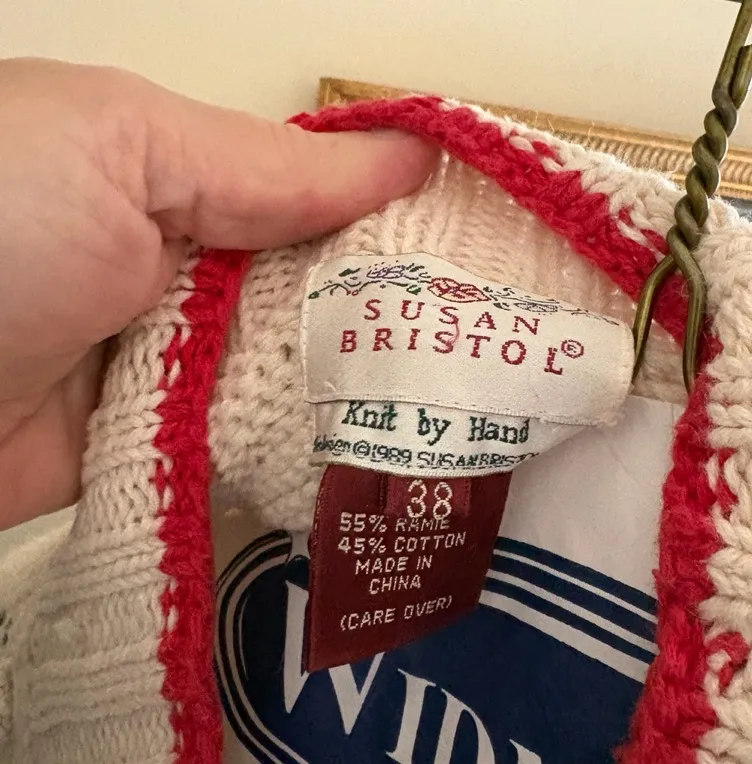 SUSAN
BRISTOL®
Knit by Hand
©1989 SUSAN BRISTOL
38
55% RAMIE
45% COTTON
MADE IN
CHINA
(CARE OVER)